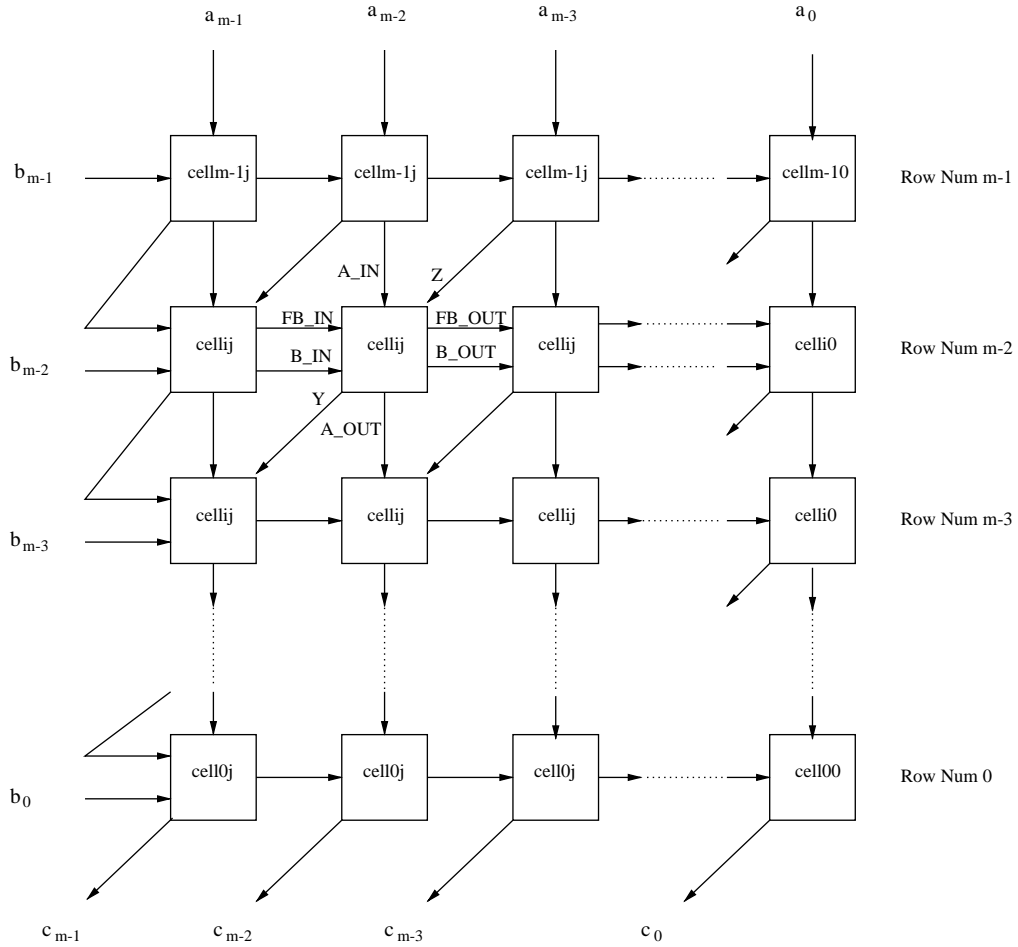 a m-1 a m-2 a m-3 a 0
b m-1 cellm-1j cellm-1j cellm-1j cellm-10 Row Num m-1
A_IN Z
FB_IN FB_OUT
b m-2 cellij cellij cellij celli0 Row Num m-2
B_IN B_OUT
Y
A_OUT
b m-3 cellij cellij cellij celli0 Row Num m-3
b 0 cell0j cell0j cell0j cell00 Row Num 0
c m-1 c m-2 c m-3 c 0